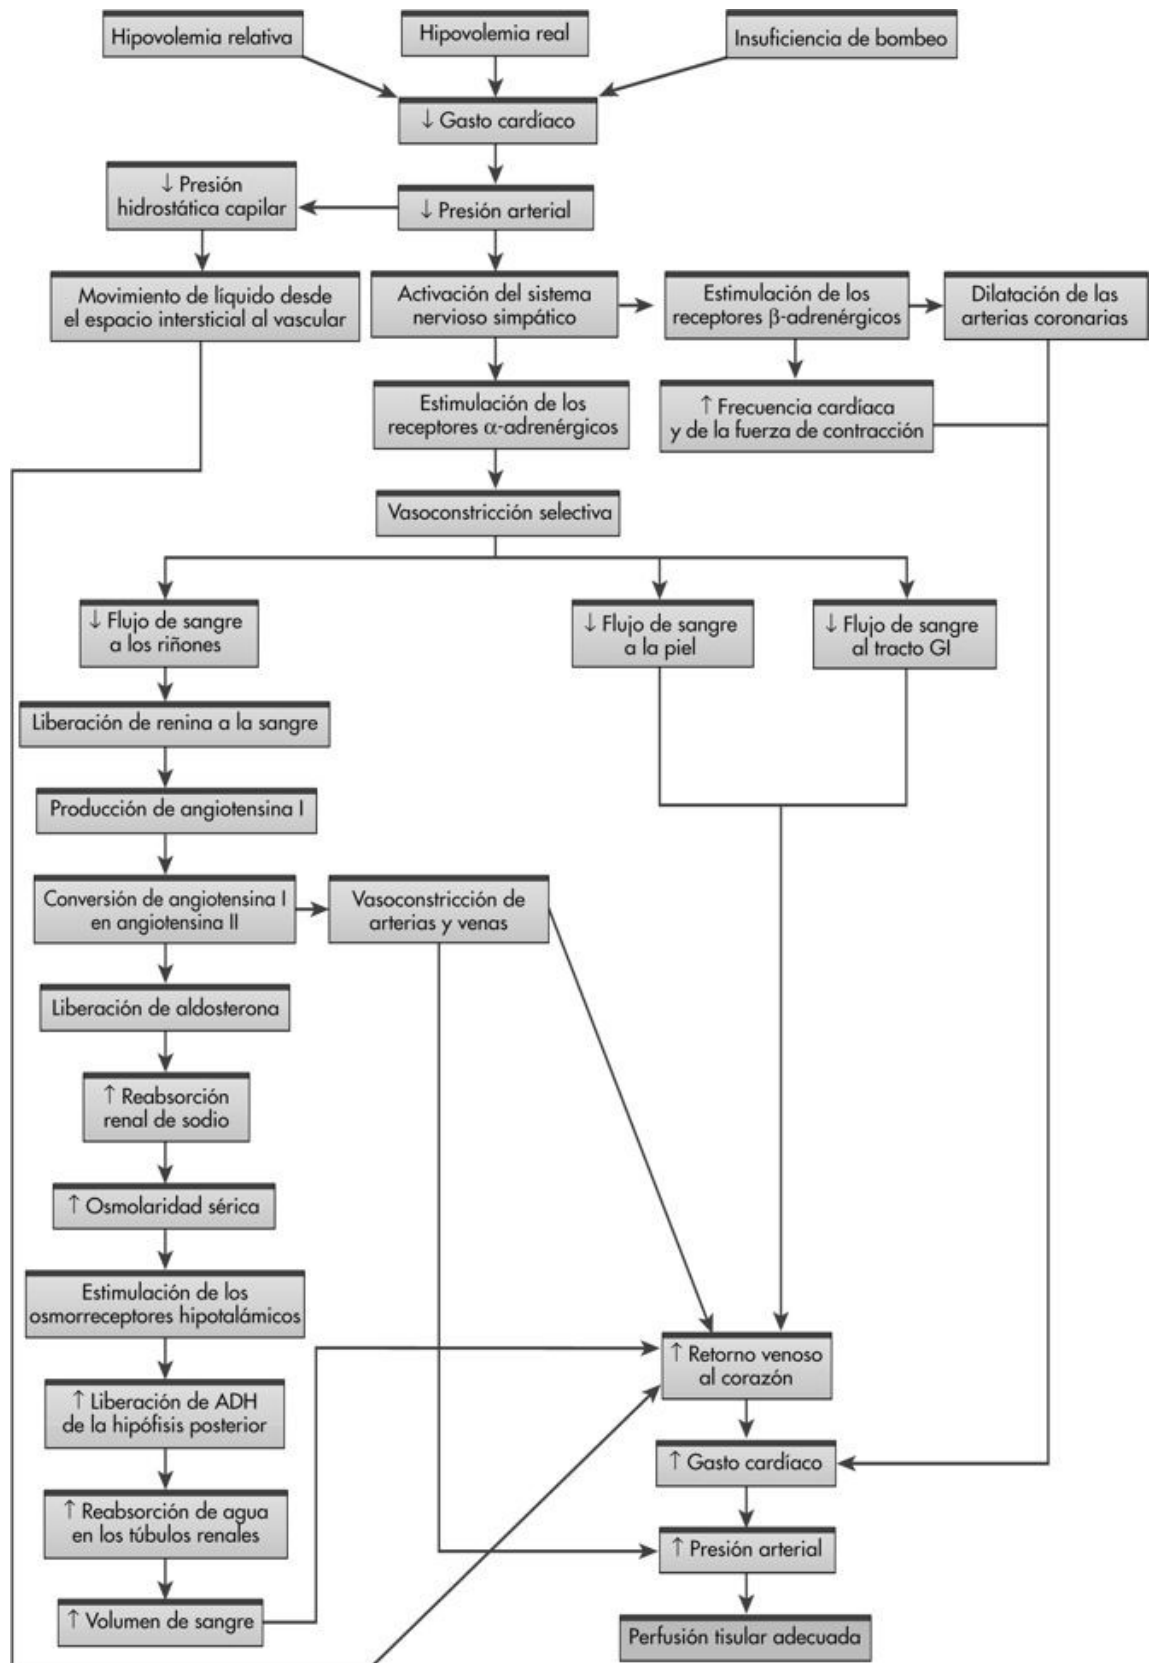 Hipovolemia relativa
Hipovolemia real
Insuficiencia de bombeo
↓ Gasto cardíaco
↓ Presión
hidrostática capilar
↓ Presión arterial
Movimiento de líquido desde
el espacio intersticial al vascular
Activación del sistema
nervioso simpático
Estimulación de los
receptores β-adrenérgicos
Dilatación de las
arterias coronarias
Estimulación de los
receptores α-adrenérgicos
↑ Frecuencia cardíaca
y de la fuerza de contracción
Vasoconstricción selectiva
↓ Flujo de sangre
a los riñones
↓ Flujo de sangre
a la piel
↓ Flujo de sangre
al tracto GI
Liberación de renina a la sangre
Producción de angiotensina I
Conversión de angiotensina I
en angiotensina II
Vasoconstricción de
arterias y venas
Liberación de aldosterona
↑ Reabsorción
renal de sodio
↑ Osmolaridad sérica
Estimulación de los
osmorreceptores hipotalámicos
↑ Retorno venoso
al corazón
↑ Liberación de ADH
de la hipófisis posterior
↑ Gasto cardíaco
↑ Reabsorción de agua
en los túbulos renales
↑ Presión arterial
↑ Volumen de sangre
Perfusión tisular adecuada